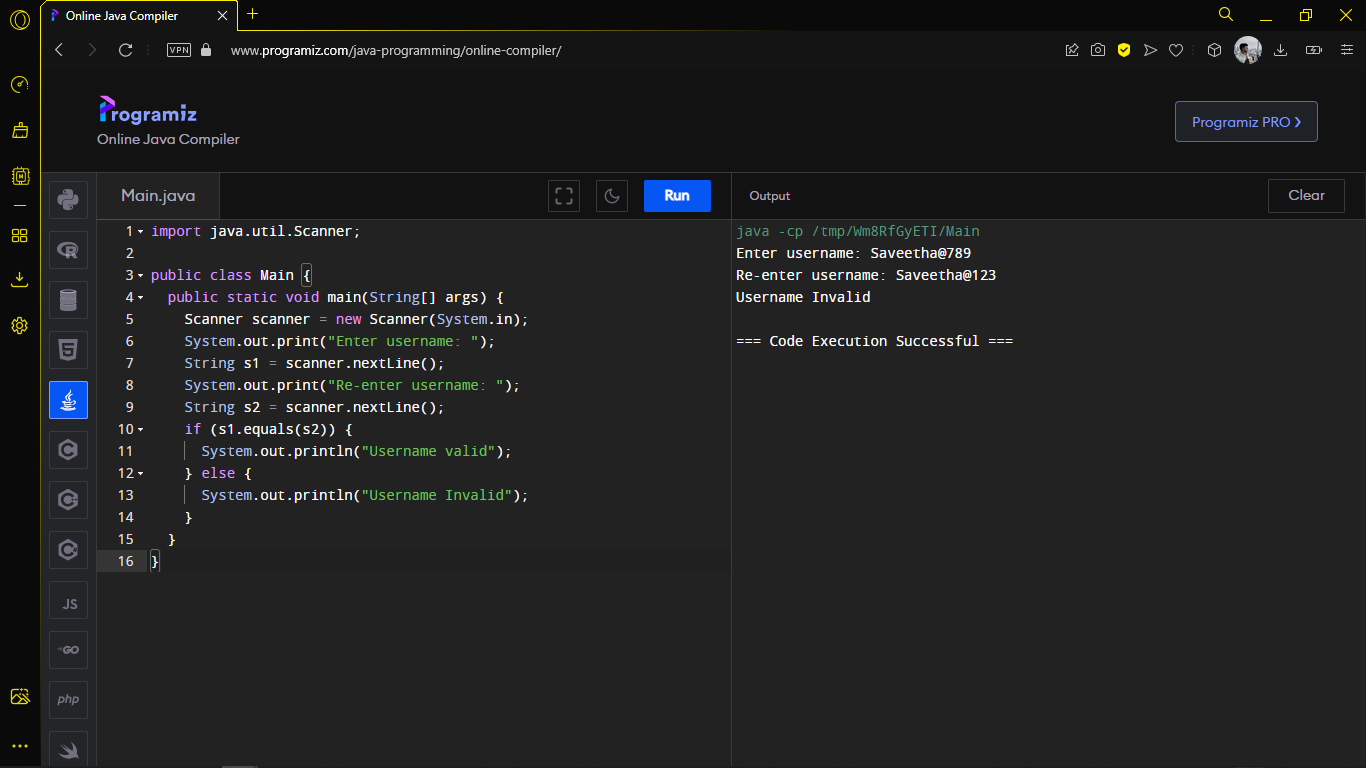 Online Java Compiler
VPN
www.programiz.com/java-programming/online-compiler/
Programiz
Online Java Compiler
Programiz PRO
Main.java
Run
Output
Clear
1 import java.util.Scanner;
2
3 public class Main {
4 public static void main(String[] args) {
5 Scanner scanner = new Scanner(System.in);
6 System.out.print("Enter username: ");
7 String s1 = scanner.nextLine();
8 System.out.print("Re-enter username: ");
9 String s2 = scanner.nextLine();
10 if (s1.equals(s2)) {
11 System.out.println("Username valid");
12 } else {
13 System.out.println("Username Invalid");
14 }
15 }
16 }
java -cp /tmp/Wm8RfGyETI/Main
Enter username: Saveetha@789
Re-enter username: Saveetha@123
Username Invalid
=== Code Execution Successful ===
R
5
C
C
C
JS
GO
php